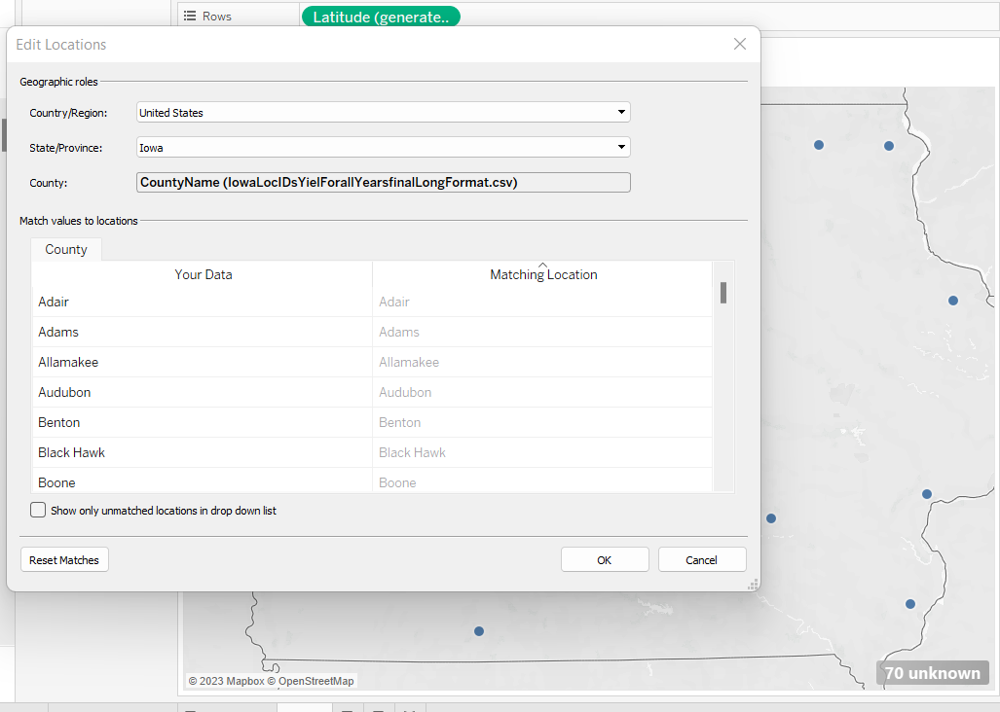 Rows
Latitude (generate..
Edit Locations
Geographic roles
Country/Region:
United States
State/Province:
Iowa
County:
CountyName (IowaLocIDsYielForallYearsfinalLongFormat.csv)
Match values to locations
County
Your Data
Matching Location
Adair
Adair
Adams
Adams
Allamakee
Allamakee
Audubon
Audubon
Benton
Benton
Black Hawk
Black Hawk
Boone
Boone
Show only unmatched locations in drop down list
Reset Matches
OK
Cancel
© 2023 Mapbox © OpenStreetMap
70 unknown